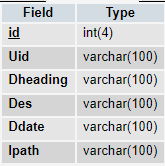 Field Type
id int(4)
Uid varchar(100)
Dheading varchar(100)
Des varchar(100)
Ddate varchar(100)
Ipath varchar(100)